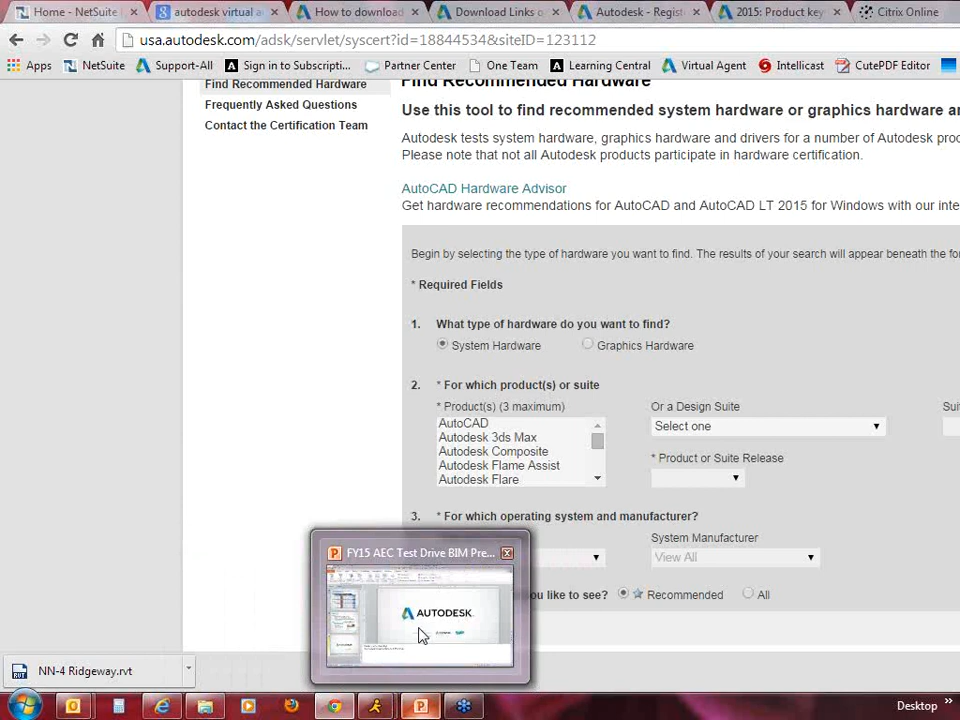 Home - NetSuite
autodesk virtual a
How to download
Download Links o
Autodesk - Regist
2015: Product key
Citrix Online
usa.autodesk.com/adsk/servlet/syscert?id=18844534&siteID=123112
Apps
NetSuite
Support-All
Sign in to Subscripti...
Partner Center
One Team
Learning Central
Virtual Agent
Intellicast
CutePDF Editor
Find Recommended Hardware
Frequently Asked Questions
Contact the Certification Team
Find Recommended Hardware
Use this tool to find recommended system hardware or graphics hardware an
Autodesk tests system hardware, graphics hardware and drivers for a number of Autodesk proc
Please note that not all Autodesk products participate in hardware certification.
AutoCAD Hardware Advisor
Get hardware recommendations for AutoCAD and AutoCAD LT 2015 for Windows with our inte
Begin by selecting the type of hardware you want to find. The results of your search will appear beneath the fo
* Required Fields
1. What type of hardware do you want to find?
System Hardware
Graphics Hardware
2. * For which product(s) or suite
* Product(s) (3 maximum)
Or a Design Suite
Sui
AutoCAD
Autodesk 3ds Max
Autodesk Composite
Autodesk Flame Assist
Autodesk Flare
Select one
* Product or Suite Release
3. * For which operating system and manufacturer?
System Manufacturer
View All
ou like to see?
Recommended
All
FY15 AEC Test Drive BIM Pre...
AUTODESK
NN-4 Ridgeway.rvt
Desktop